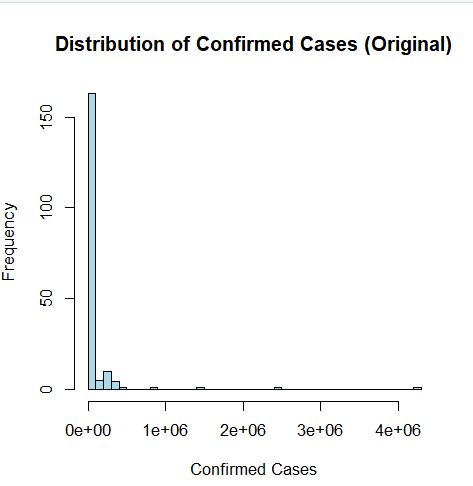 Distribution of Confirmed Cases (Original)
Frequency
150
100
50
0
0e+00 1e+06 2e+06 3e+06 4e+06
Confirmed Cases